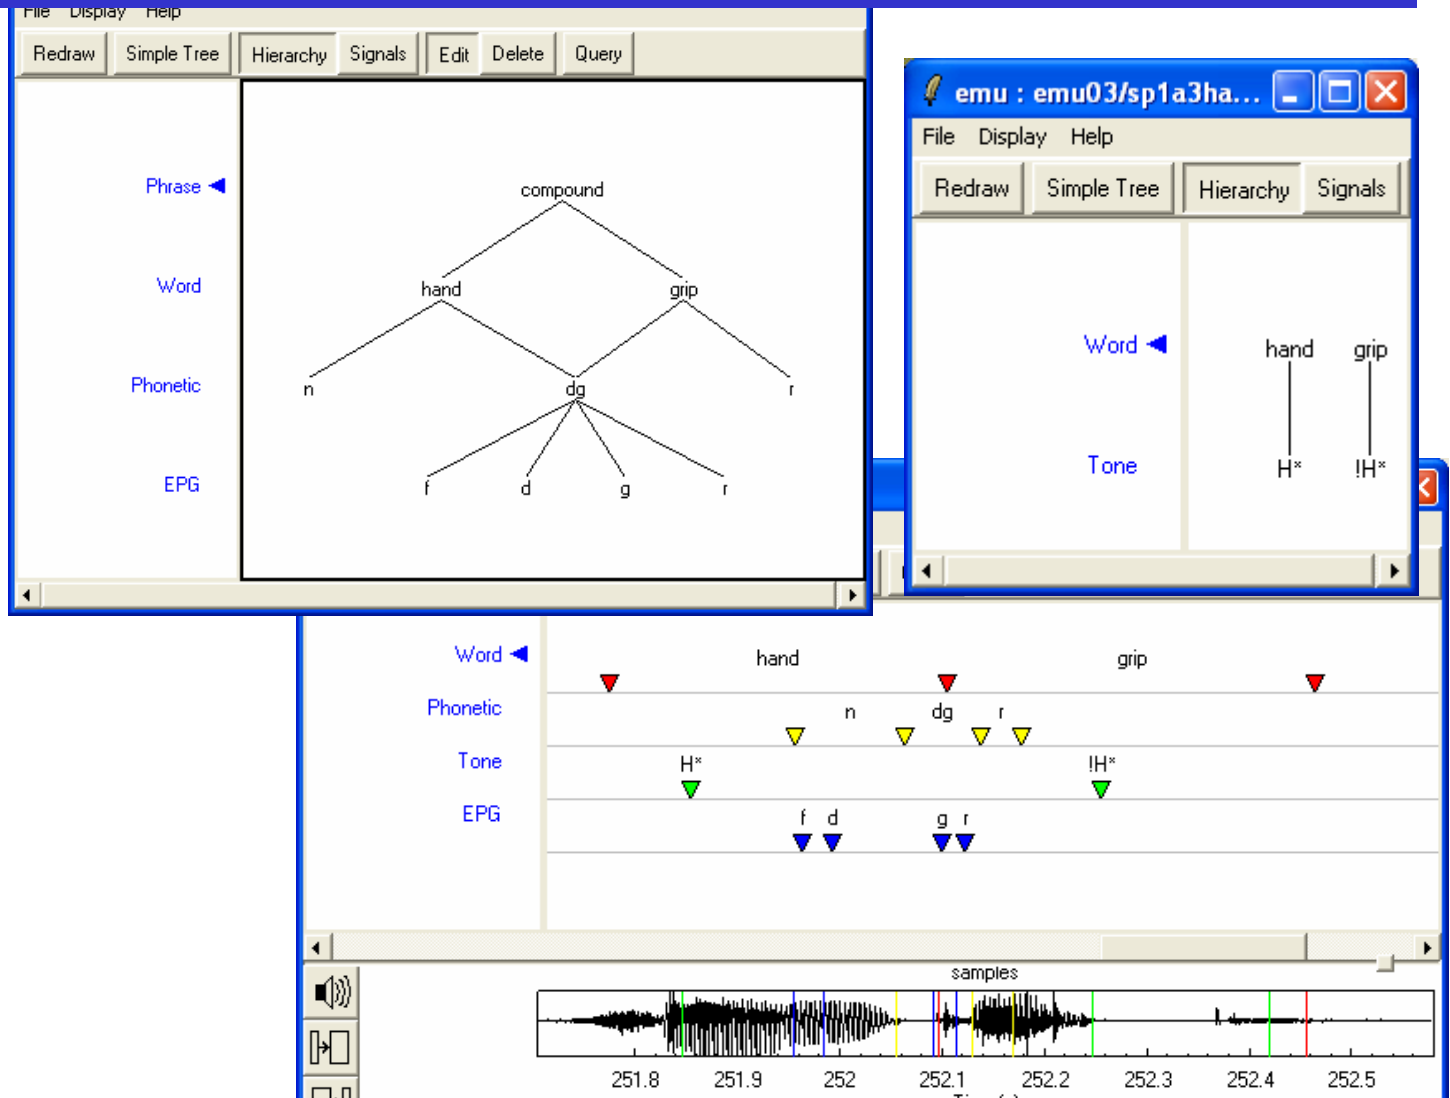 File Display Help
Redraw Simple Tree Hierarchy Signals Edit Delete Query
Phrase compound
Word hand grip
Phonetic n dg r
EPG f d g r
emu : emu03/sp1a3ha...
File Display Help
Redraw Simple Tree Hierarchy Signals
Word hand grip
Tone H* !H*
Word hand grip
Phonetic n dg r
Tone H* !H*
EPG f d g r
samples
251.8 251.9 252 252.1 252.2 252.3 252.4 252.5